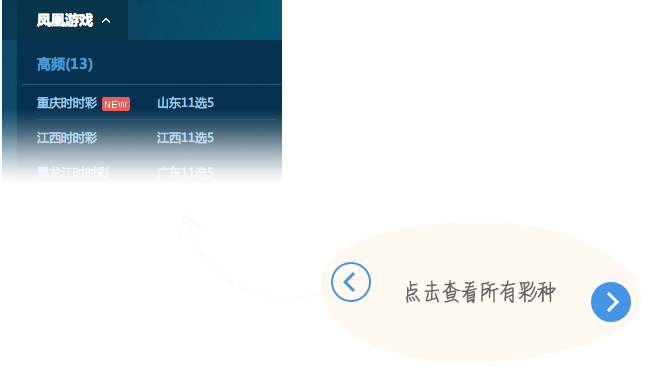 凤凰游戏
高频(13)
重庆时时彩 NEW 山东11选5
江西时时彩 江西11选5
黑龙江时时彩 广东11选5
点击查看所有彩种